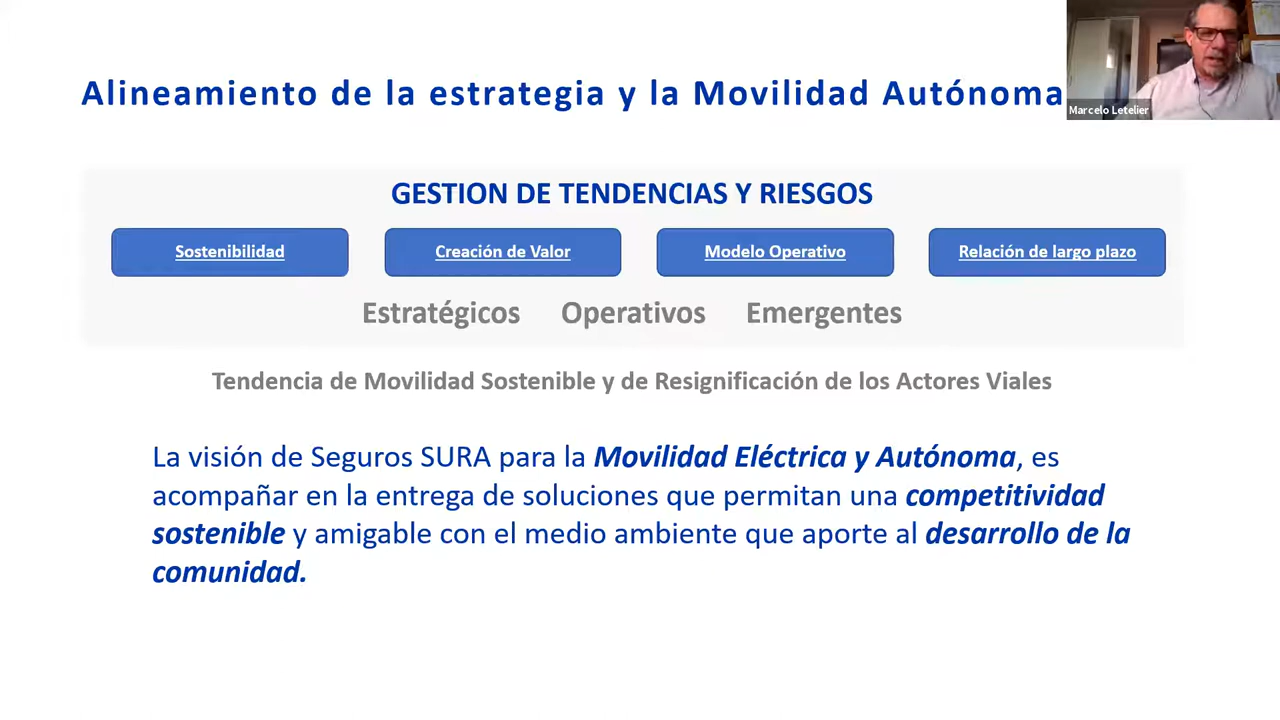 Alineamiento de la estrategia y la Movilidad Autónoma
Marcelo Letelier
GESTION DE TENDENCIAS Y RIESGOS
Sostenibilidad
Creación de Valor
Modelo Operativo
Relación de largo plazo
Estratégicos Operativos Emergentes
Tendencia de Movilidad Sostenible y de Resignificación de los Actores Viales
La visión de Seguros SURA para la Movilidad Eléctrica y Autónoma, es
acompañar en la entrega de soluciones que permitan una competitividad
sostenible y amigable con el medio ambiente que aporte al desarrollo de la
comunidad.